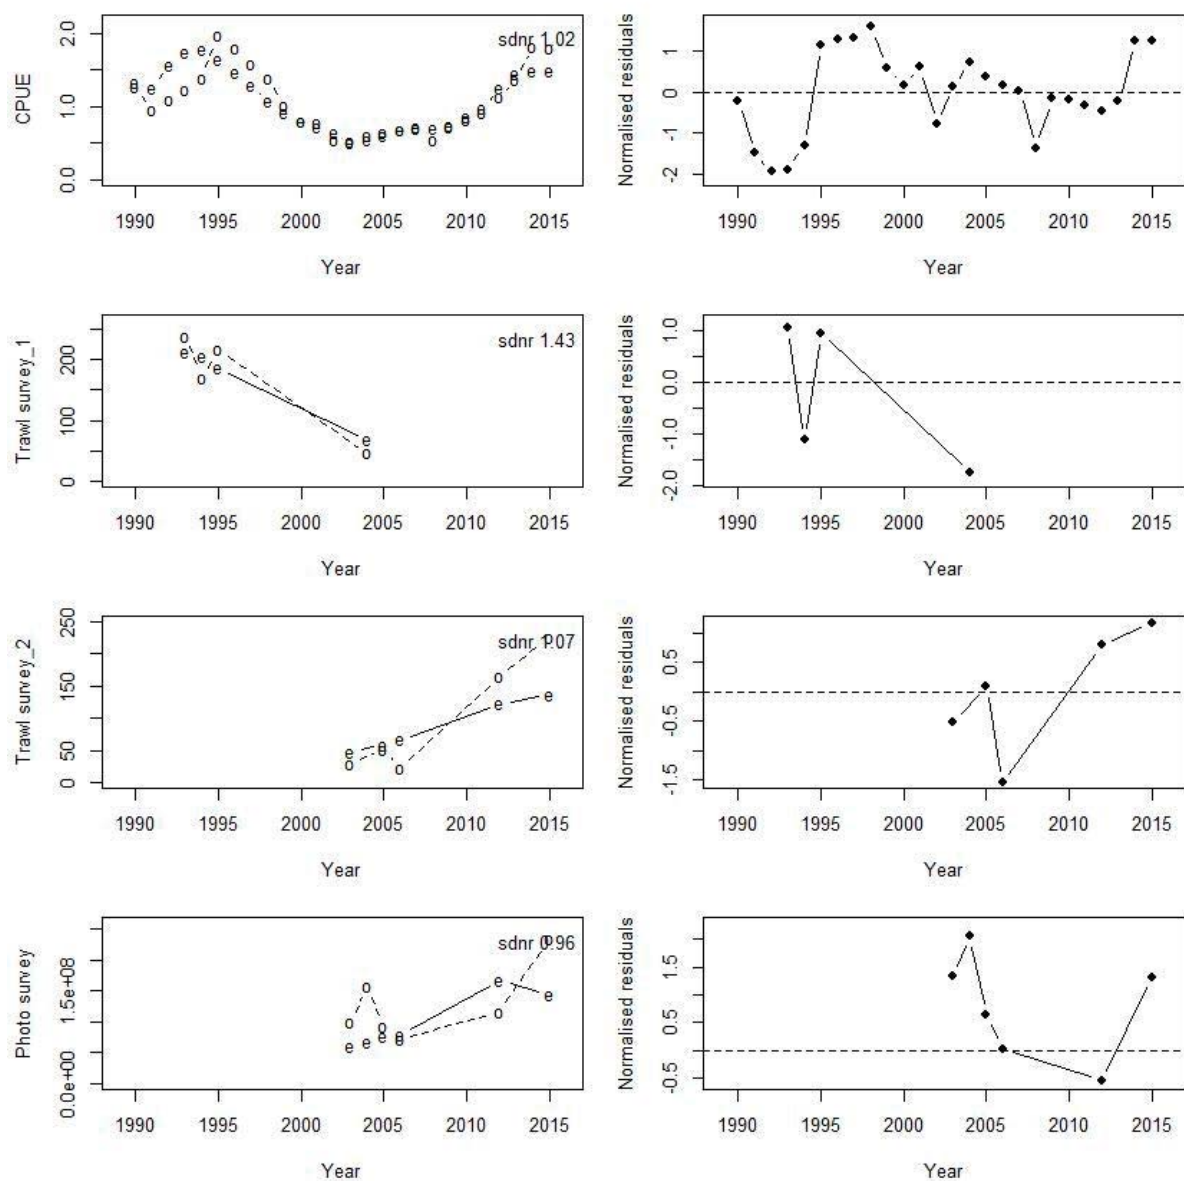 CPUE
0.0 1.0 2.0
sdnr 1.02
1990 1995 2000 2005 2010 2015
Year
Normalised residuals
-2 -1 0 1
1990 1995 2000 2005 2010 2015
Year
Trawl survey_1
0 100 200
sdnr 1.43
1990 1995 2000 2005 2010 2015
Year
Normalised residuals
-2.0 -1.0 0.0 1.0
1990 1995 2000 2005 2010 2015
Year
Trawl survey_2
0 50 150 250
sdnr 1.07
1990 1995 2000 2005 2010 2015
Year
Normalised residuals
-1.5 -0.5 0.5
1990 1995 2000 2005 2010 2015
Year
Photo survey
0.0e+00 1.5e+08
sdnr 0.96
1990 1995 2000 2005 2010 2015
Year
Normalised residuals
-0.5 0.5 1.5
1990 1995 2000 2005 2010 2015
Year